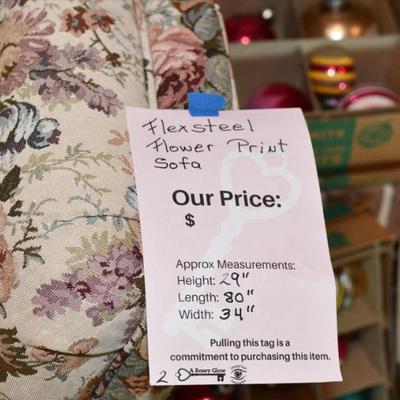 Flexsteel
Flower Print
Sofa
Our Price:
$
Approx Measurements:
Height: 29"
Length: 80"
Width: 34"
Pulling this tag is a
commitment to purchasing this item.
2
A Rosey Glow